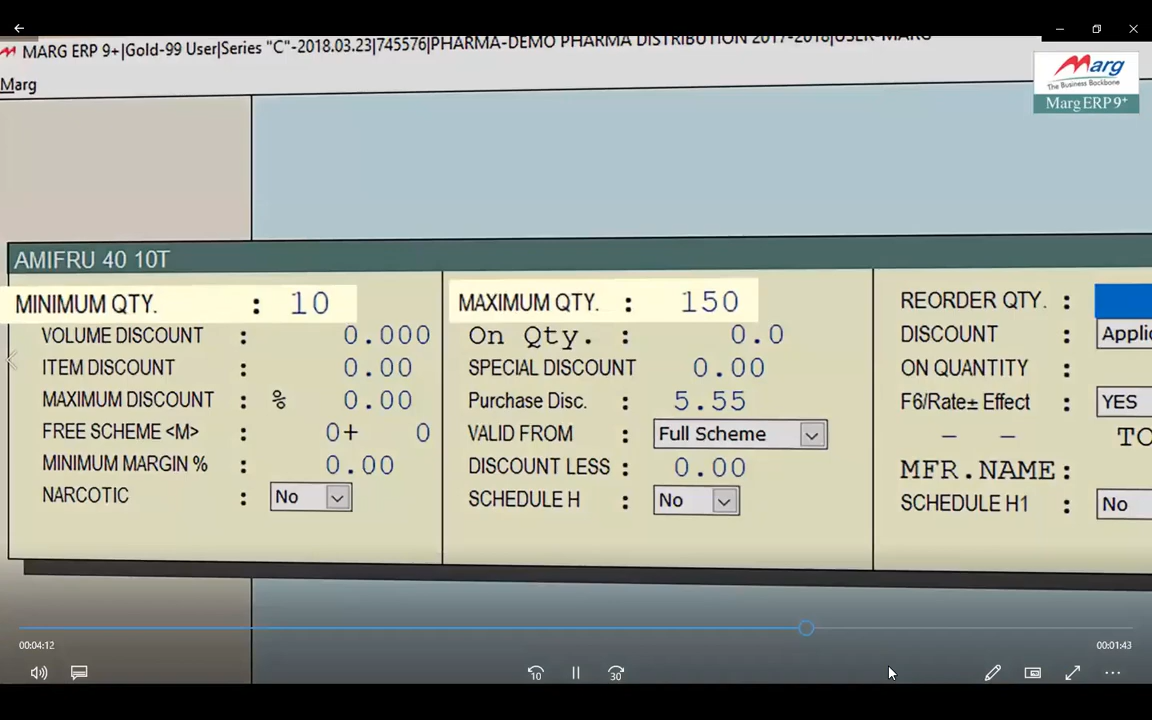 MARG ERP 9+|Gold-99 User|Series "C"-2018.03.23|745576|PHARMA-DEMO PHARMA DISTRIBUTION 2017-2018|USER-MARG
Marg
Marg
The Business Backbone
Marg ERP 9+
AMIFRU 40 10T
MINIMUM QTY. : 10 MAXIMUM QTY. : 150 REORDER QTY. :
VOLUME DISCOUNT : 0.000 On Qty. : 0.0 DISCOUNT : Applic
ITEM DISCOUNT : 0.00 SPECIAL DISCOUNT 0.00 ON QUANTITY :
MAXIMUM DISCOUNT : % 0.00 Purchase Disc. : 5.55 F6/Rate± Effect : YES
FREE SCHEME <M> : 0+ 0 VALID FROM : Full Scheme – – TO
MINIMUM MARGIN % : 0.00 DISCOUNT LESS : 0.00 MFR.NAME :
NARCOTIC : No SCHEDULE H : No SCHEDULE H1 : No
00:04:12 00:01:43
10 30